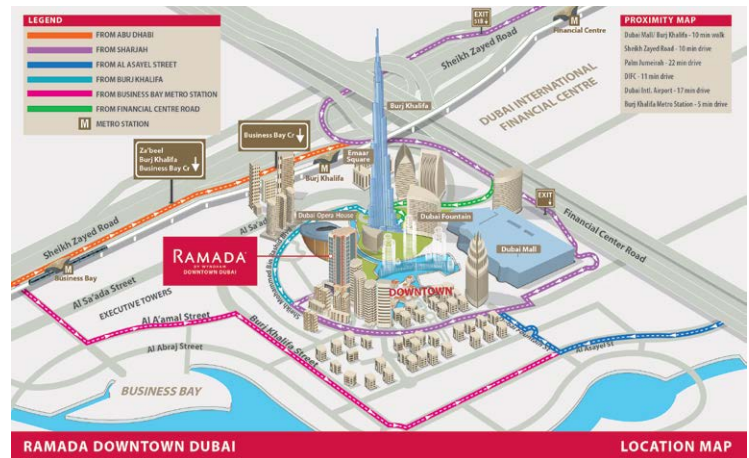 LEGEND
FROM ABU DHABI
FROM SHARJAH
FROM AL ASAYEL STREET
FROM BURJ KHALIFA
FROM BUSINESS BAY METRO STATION
FROM FINANCIAL CENTRE ROAD
M METRO STATION
EXIT
M
Financial Centre
Sheikh Zayed Road
PROXIMITY MAP
Dubai Mall/ Burj Khalifa - 10 min walk
Sheikh Zayed Road - 10 min drive
Palm Jumeirah - 22 min drive
DIFC - 11 min drive
Dubai Intl. Airport - 17 min drive
Burj Khalifa Metro Station - 5 min drive
DUBAI INTERNATIONAL
FINANCIAL CENTRE
Burj Khalifa
Za'beel
Burj Khalifa
Business Bay Cr
Business Bay Cr
Emaar
Square
M
Burj Khalifa
EXIT
Sheikh Zayed Road
Al Sa'ada
Dubai Opera House
Dubai Fountain
Dubai Mall
Financial Center Road
RAMADA
BY WYNDHAM
DOWNTOWN DUBAI
M
Business Bay
Al Sa'ada Street
EXECUTIVE TOWERS
Al A'amal Street
Al Abraj Street
Burj Khalifa Street
DOWNTOWN
Al Asayel St
BUSINESS BAY
RAMADA DOWNTOWN DUBAI
LOCATION MAP